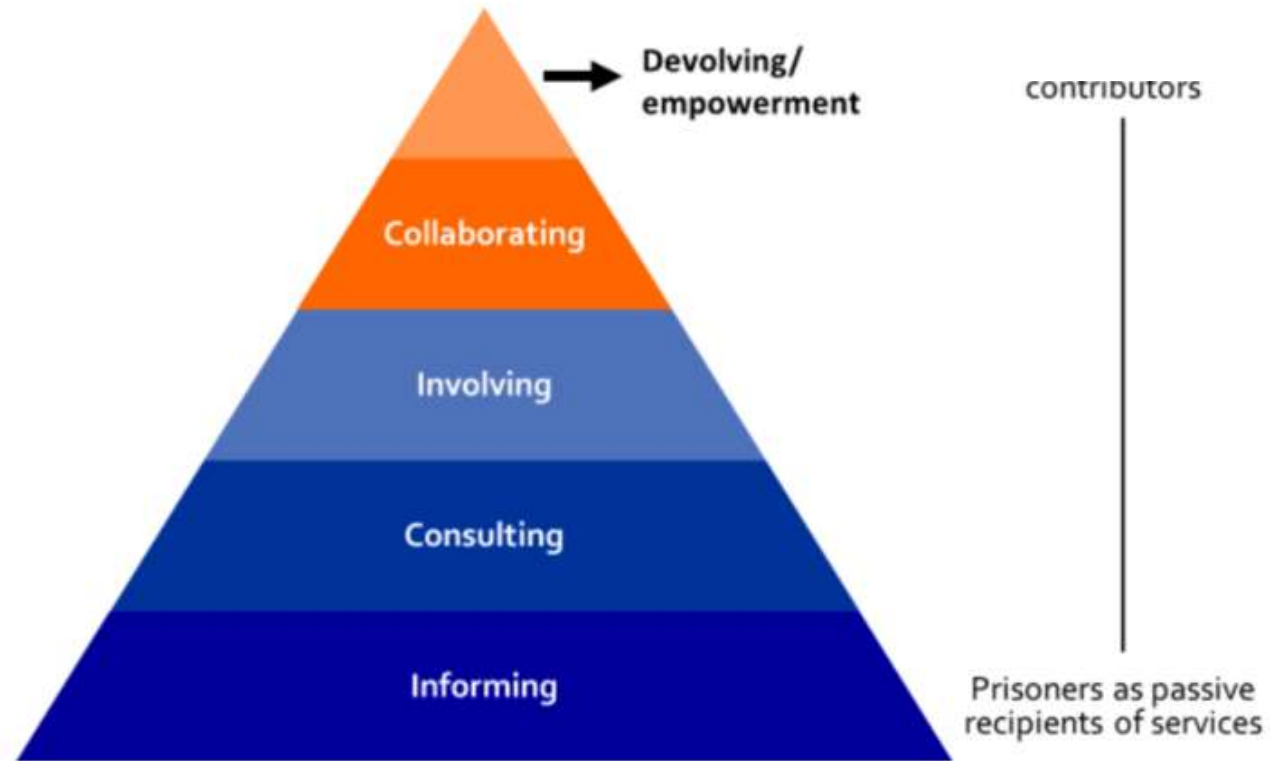 Devolving/
empowerment
contributors
Collaborating
Involving
Consulting
Informing
Prisoners as passive
recipients of services